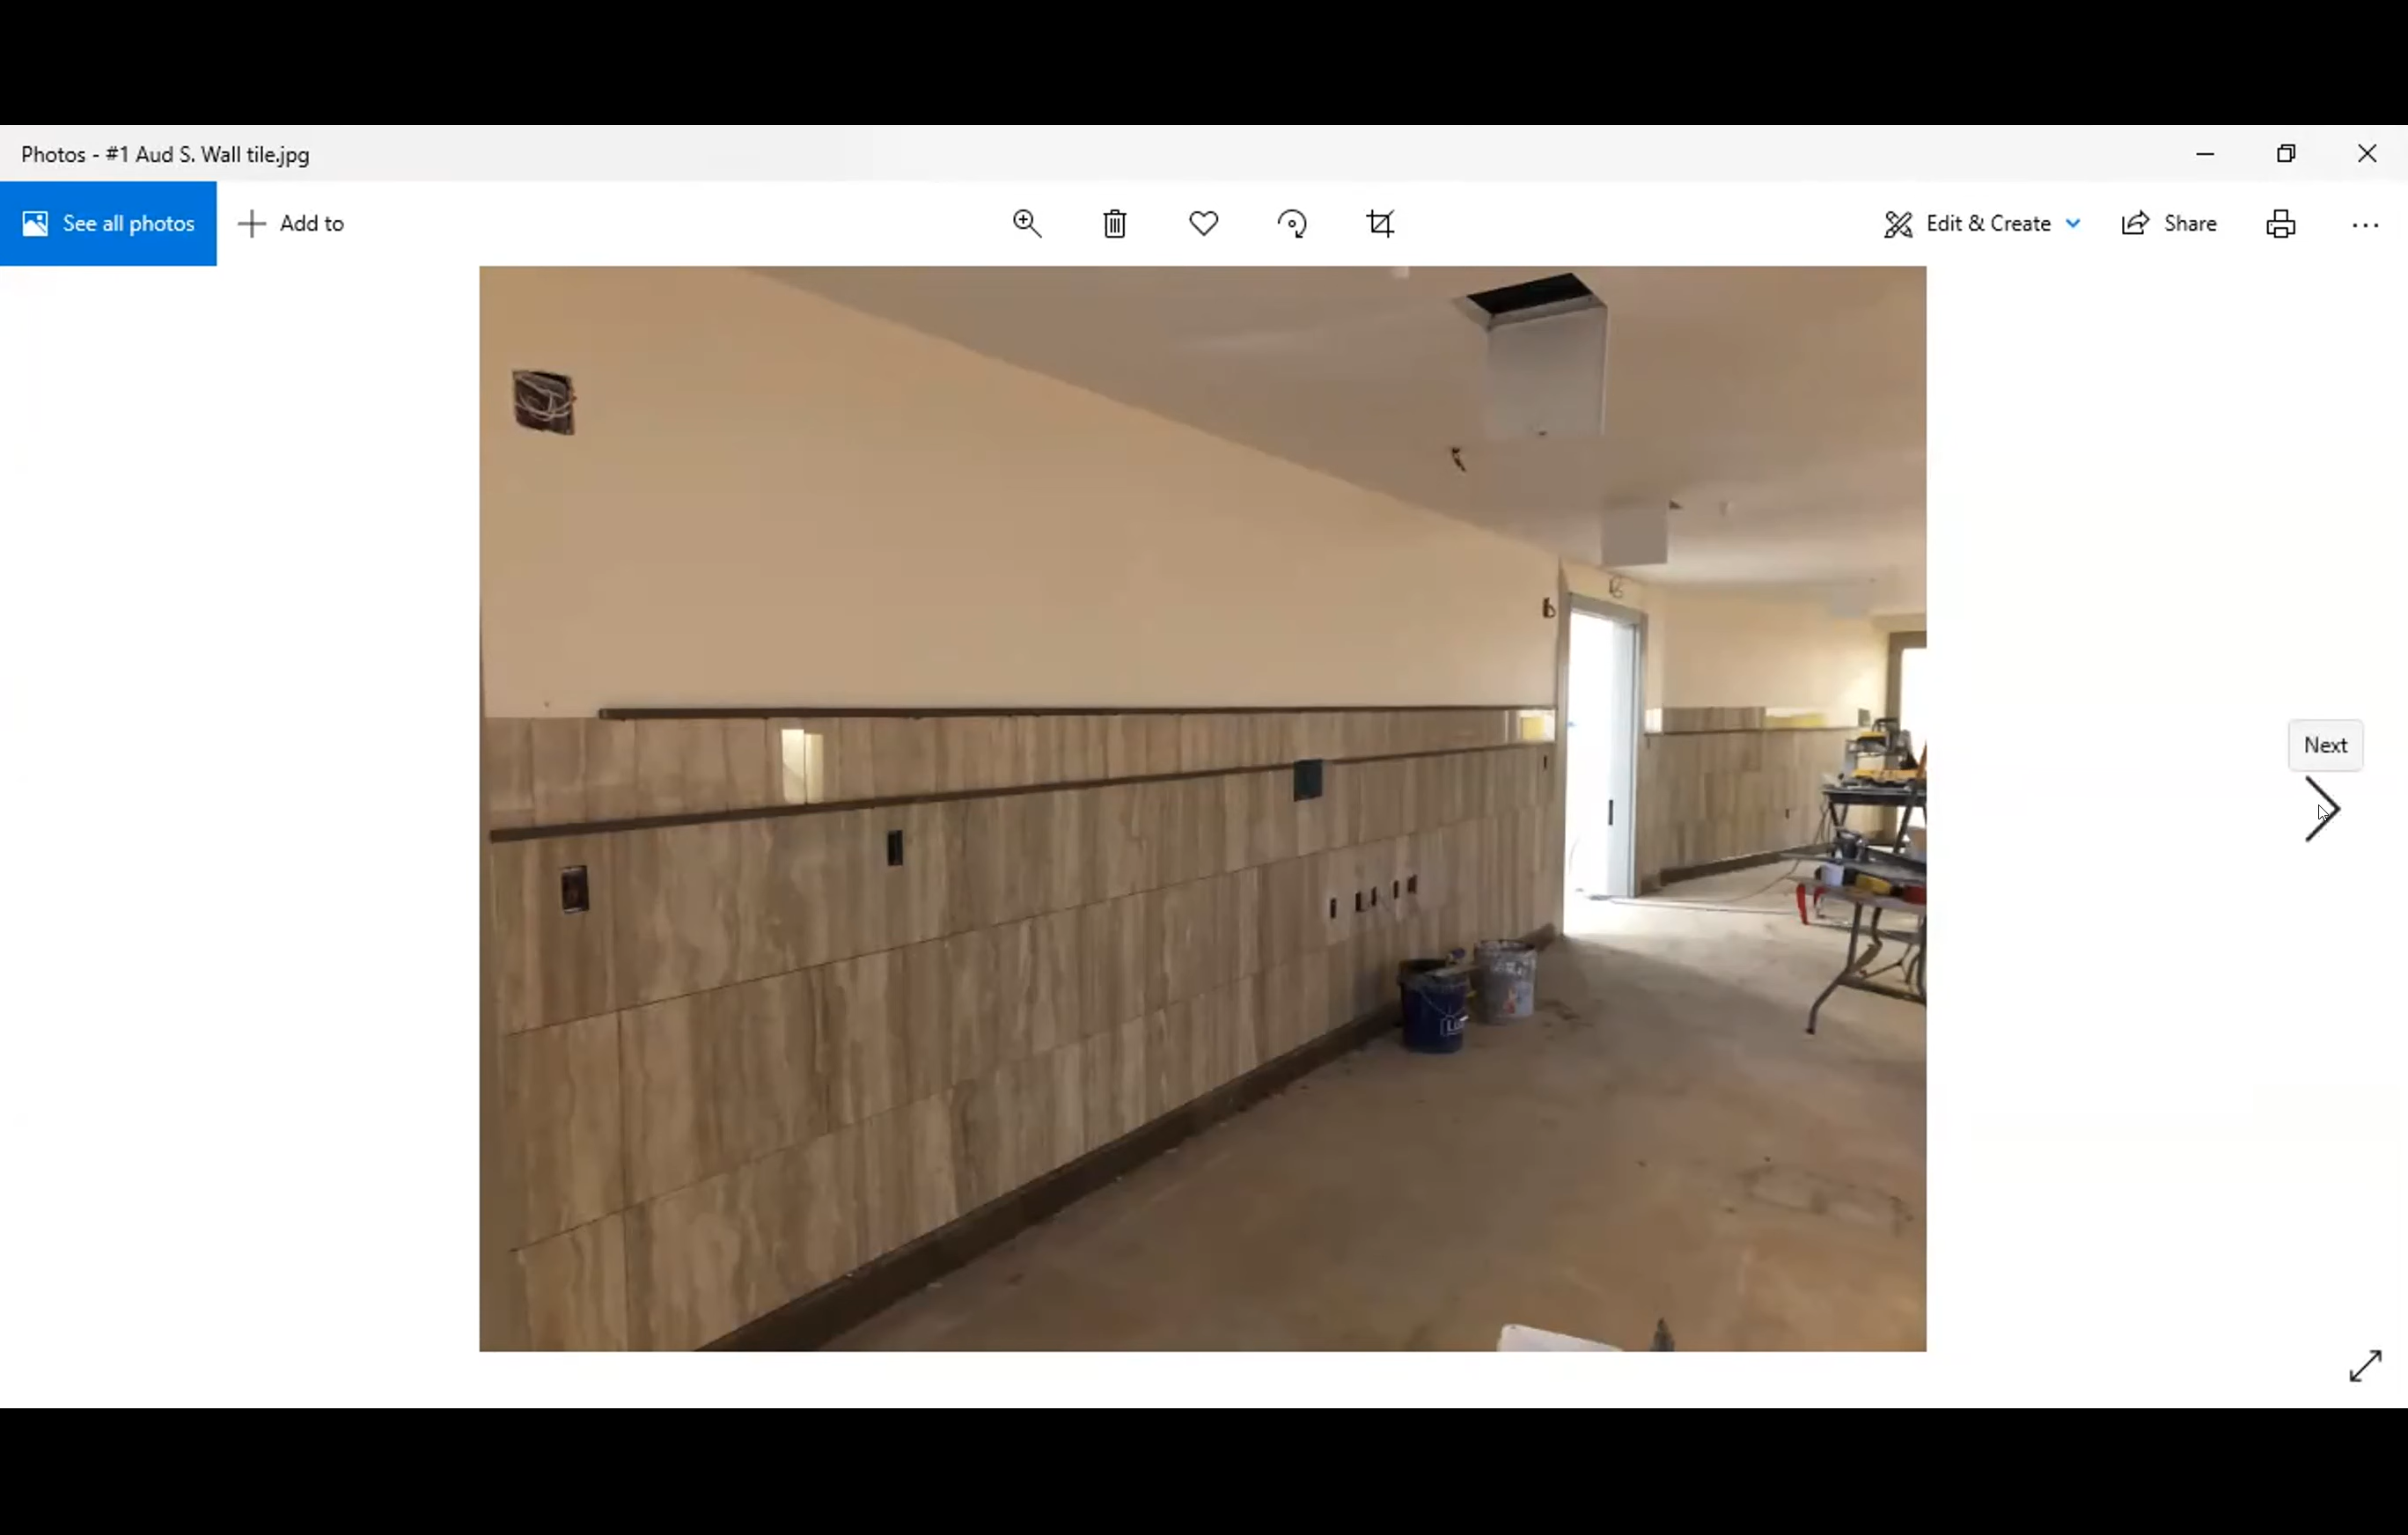 Photos - #1 Aud S. Wall tile.jpg
See all photos
Add to
Edit & Create
Share
Next